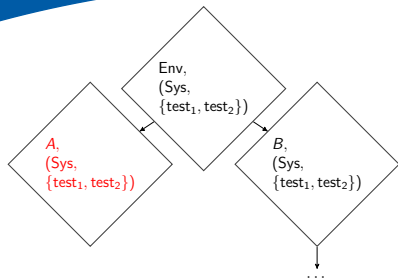 Env,
(Sys,
{test₁, test₂})
A,
(Sys,
{test₁, test₂})
B,
(Sys,
{test₁, test₂})
...